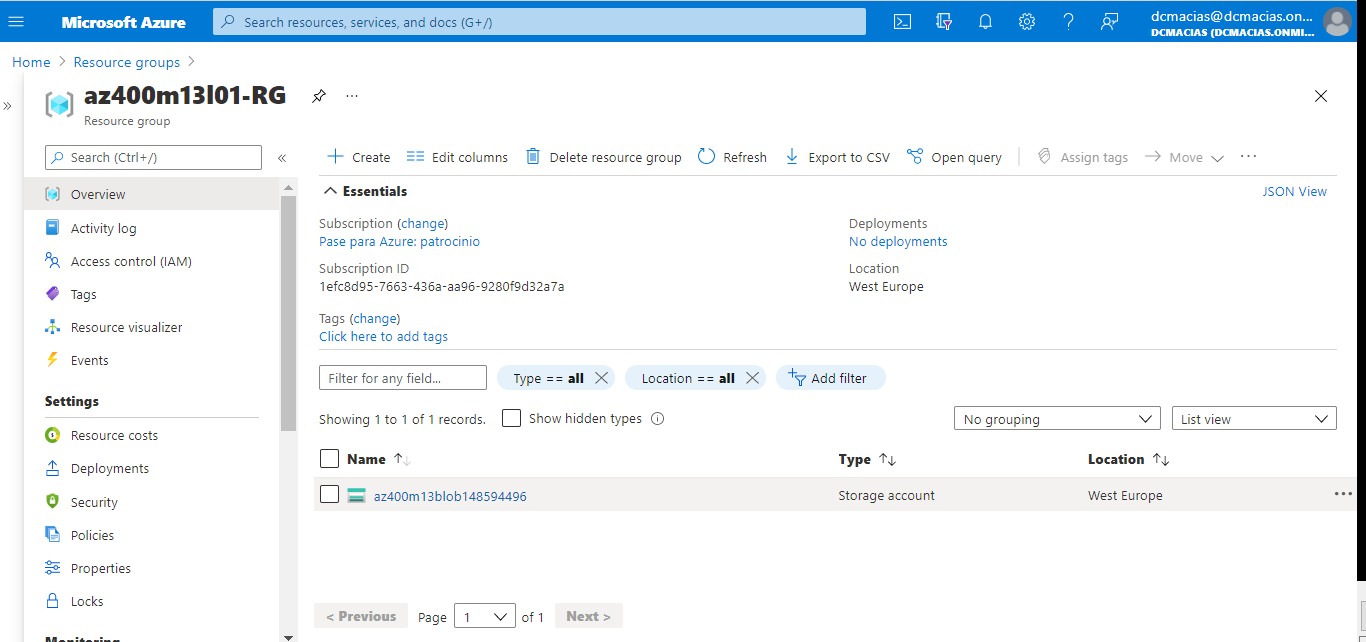 Microsoft Azure
Search resources, services, and docs (G+/)
dcmacias@dcmacias.on...
DCMACIAS (DCMACIAS.ONMI...
Home > Resource groups >
az400m13l01-RG
...
Resource group
Search (Ctrl+/)
«
»
Overview
Activity log
Access control (IAM)
Tags
Resource visualizer
Events
Settings
Resource costs
Deployments
Security
Policies
Properties
Locks
Monitoring
Create
Edit columns
Delete resource group
Refresh
Export to CSV
Open query
Assign tags
Move
...
Essentials
JSON View
Subscription (change)
Pase para Azure: patrocinio
Subscription ID
1efc8d95-7663-436a-aa96-9280f9d32a7a
Tags (change)
Click here to add tags
Deployments
No deployments
Location
West Europe
Filter for any field...
Type == all
Location == all
Add filter
Showing 1 to 1 of 1 records.
Show hidden types
No grouping
List view
Name ↑↓
Type ↑↓
Location ↑↓
az400m13blob148594496
Storage account
West Europe
...
< Previous
Page 1 of 1
Next >